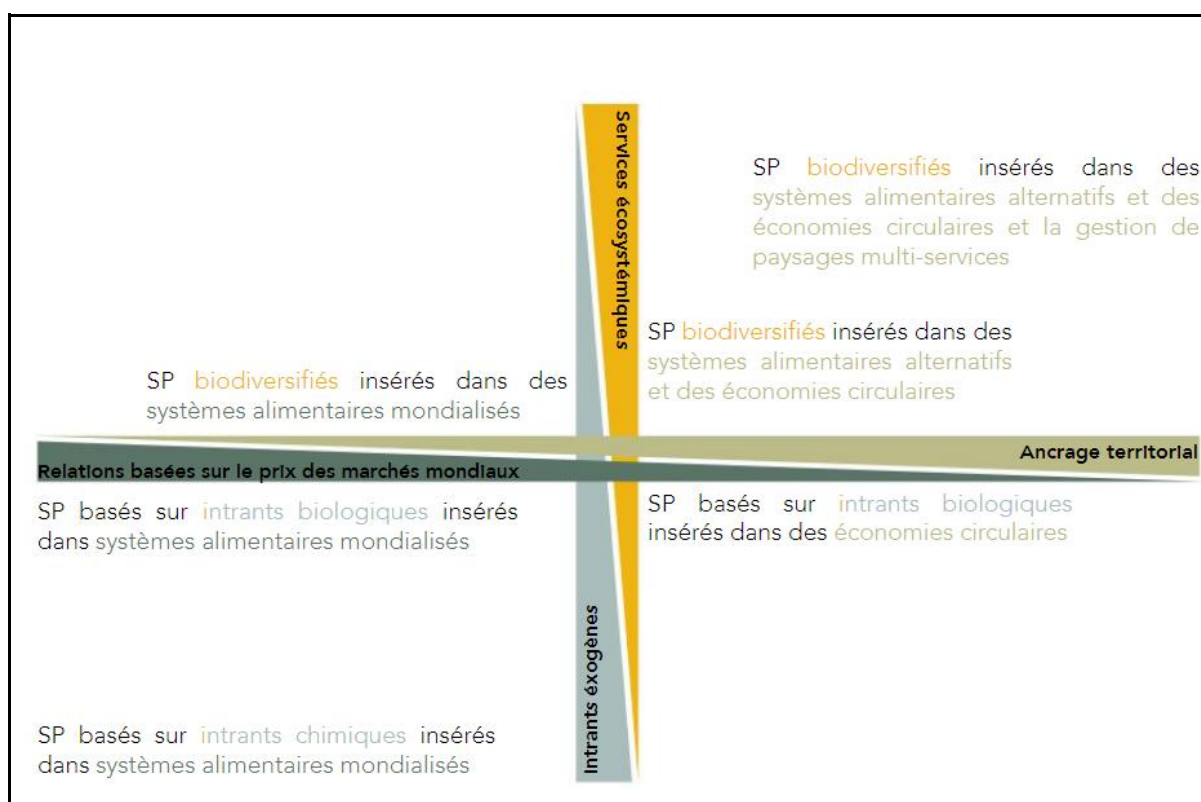 Services écosystémiques
SP biodiversifiés insérés dans des
systèmes alimentaires alternatifs et des
économies circulaires et la gestion de
paysages multi-services
SP biodiversifiés insérés dans des
systèmes alimentaires alternatifs
et des économies circulaires
SP biodiversifiés insérés dans des
systèmes alimentaires mondialisés
Ancrage territorial
Relations basées sur le prix des marchés mondiaux
SP basés sur intrants biologiques insérés
dans systèmes alimentaires mondialisés
SP basés sur intrants biologiques
insérés dans des économies circulaires
Intrants éxogènes
SP basés sur intrants chimiques insérés
dans systèmes alimentaires mondialisés